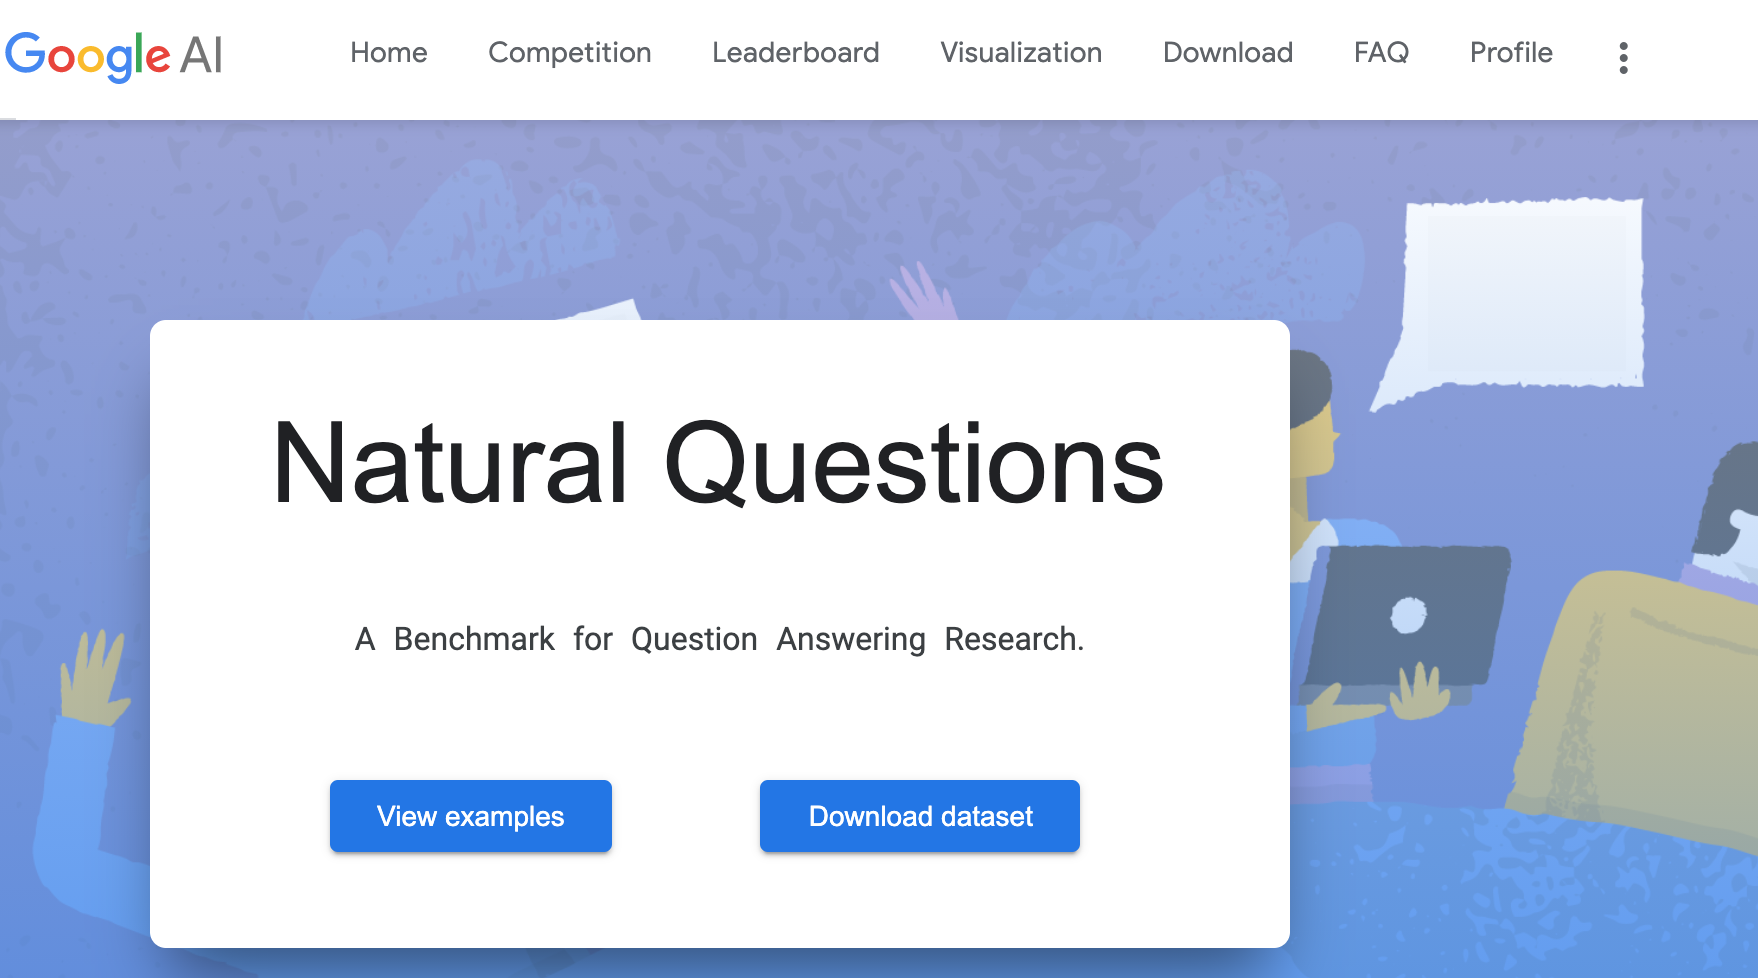 Google AI Home Competition Leaderboard Visualization Download FAQ Profile
Natural Questions
A Benchmark for Question Answering Research.
View examples Download dataset